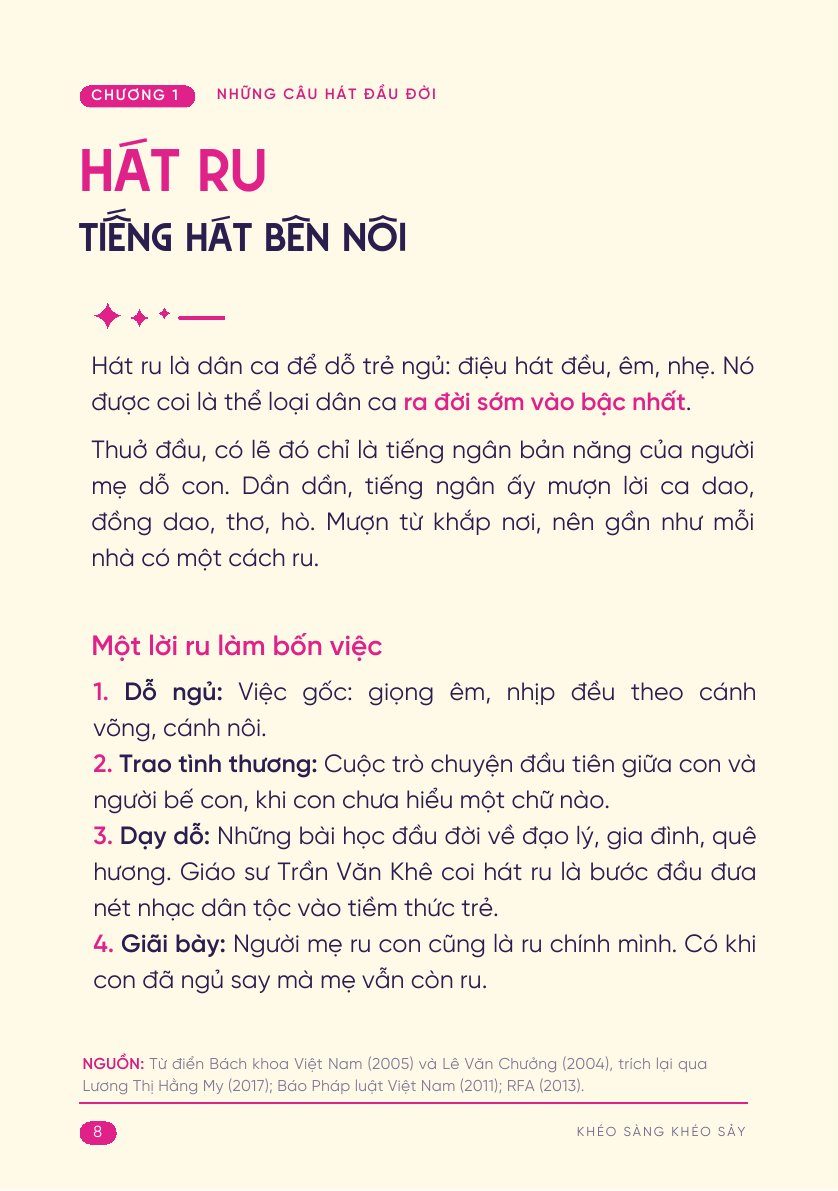 CHƯƠNG 1 NHỮNG CÂU HÁT ĐẦU ĐỜI
HÁT RU
TIẾNG HÁT BÊN NÔI
Hát ru là dân ca để dỗ trẻ ngủ: điệu hát đều, êm, nhẹ. Nó
được coi là thể loại dân ca ra đời sớm vào bậc nhất.
Thuở đầu, có lẽ đó chỉ là tiếng ngân bản năng của người
mẹ dỗ con. Dần dần, tiếng ngân ấy mượn lời ca dao,
đồng dao, thơ, hò. Mượn từ khắp nơi, nên gần như mỗi
nhà có một cách ru.
Một lời ru làm bốn việc
1. Dỗ ngủ: Việc gốc: giọng êm, nhịp đều theo cánh
võng, cánh nôi.
2. Trao tình thương: Cuộc trò chuyện đầu tiên giữa con và
người bế con, khi con chưa hiểu một chữ nào.
3. Dạy dỗ: Những bài học đầu đời về đạo lý, gia đình, quê
hương. Giáo sư Trần Văn Khê coi hát ru là bước đầu đưa
nét nhạc dân tộc vào tiềm thức trẻ.
4. Giãi bày: Người mẹ ru con cũng là ru chính mình. Có khi
con đã ngủ say mà mẹ vẫn còn ru.
NGUỒN: Từ điển Bách khoa Việt Nam (2005) và Lê Văn Chưởng (2004), trích lại qua
Lương Thị Hằng My (2017); Báo Pháp luật Việt Nam (2011); RFA (2013).
8 KHÉO SÀNG KHÉO SẢY